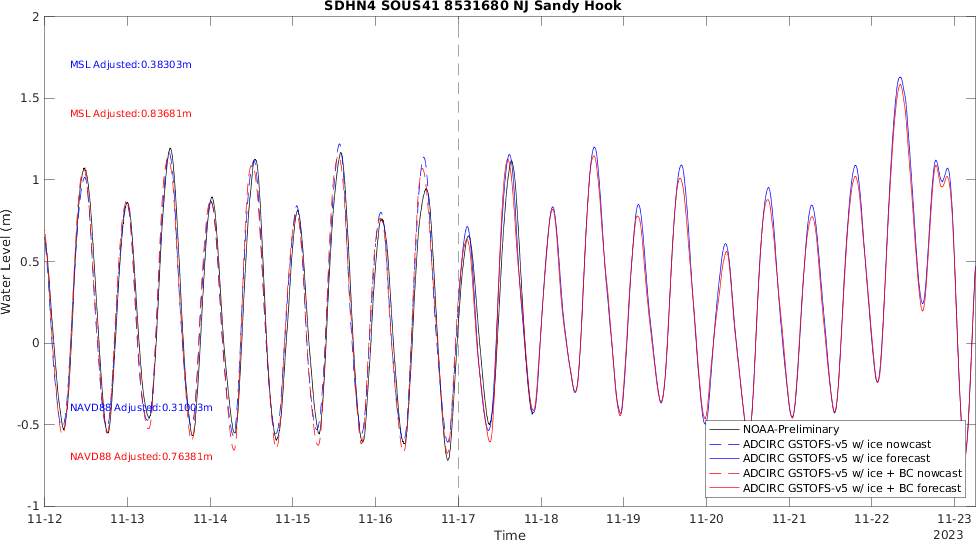 SDHN4 SOUS41 8531680 NJ Sandy Hook
2
1.5
1
0.5
0
-0.5
-1
Water Level (m)
MSL Adjusted:0.38303m
MSL Adjusted:0.83681m
NAVD88 Adjusted:0.31003m
NAVD88 Adjusted:0.76381m
NOAA-Preliminary
ADCIRC GSTOFS-v5 w/ ice nowcast
ADCIRC GSTOFS-v5 w/ ice forecast
ADCIRC GSTOFS-v5 w/ ice + BC nowcast
ADCIRC GSTOFS-v5 w/ ice + BC forecast
11-12 11-13 11-14 11-15 11-16 11-17 11-18 11-19 11-20 11-21 11-22 11-23
Time
2023